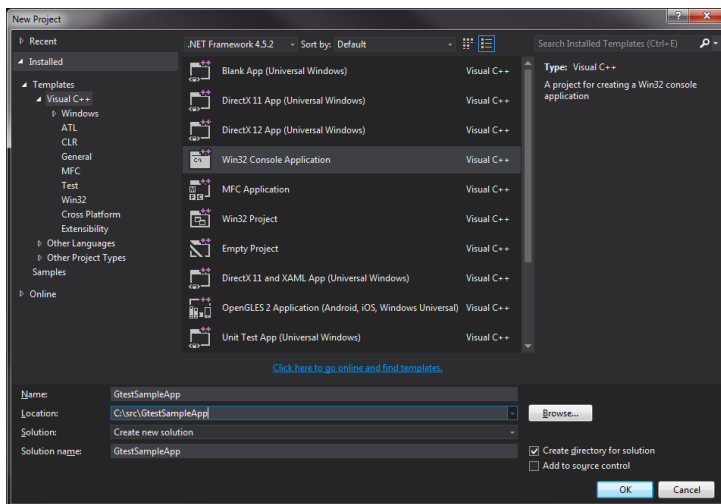 New Project
Recent
Installed
Templates
Visual C++
Windows
ATL
CLR
General
MFC
Test
Win32
Cross Platform
Extensibility
Other Languages
Other Project Types
Samples
Online
.NET Framework 4.5.2 Sort by: Default
Search Installed Templates (Ctrl+E)
Blank App (Universal Windows) Visual C++
DirectX 11 App (Universal Windows) Visual C++
DirectX 12 App (Universal Windows) Visual C++
Win32 Console Application Visual C++
MFC Application Visual C++
Win32 Project Visual C++
Empty Project Visual C++
DirectX 11 and XAML App (Universal Windows) Visual C++
OpenGLES 2 Application (Android, iOS, Windows Universal) Visual C++
Unit Test App (Universal Windows) Visual C++
Click here to go online and find templates.
Type: Visual C++
A project for creating a Win32 console
application
Name: GtestSampleApp
Location: C:\src\GtestSampleApp
Browse...
Solution: Create new solution
Solution name: GtestSampleApp
Create directory for solution
Add to source control
OK Cancel